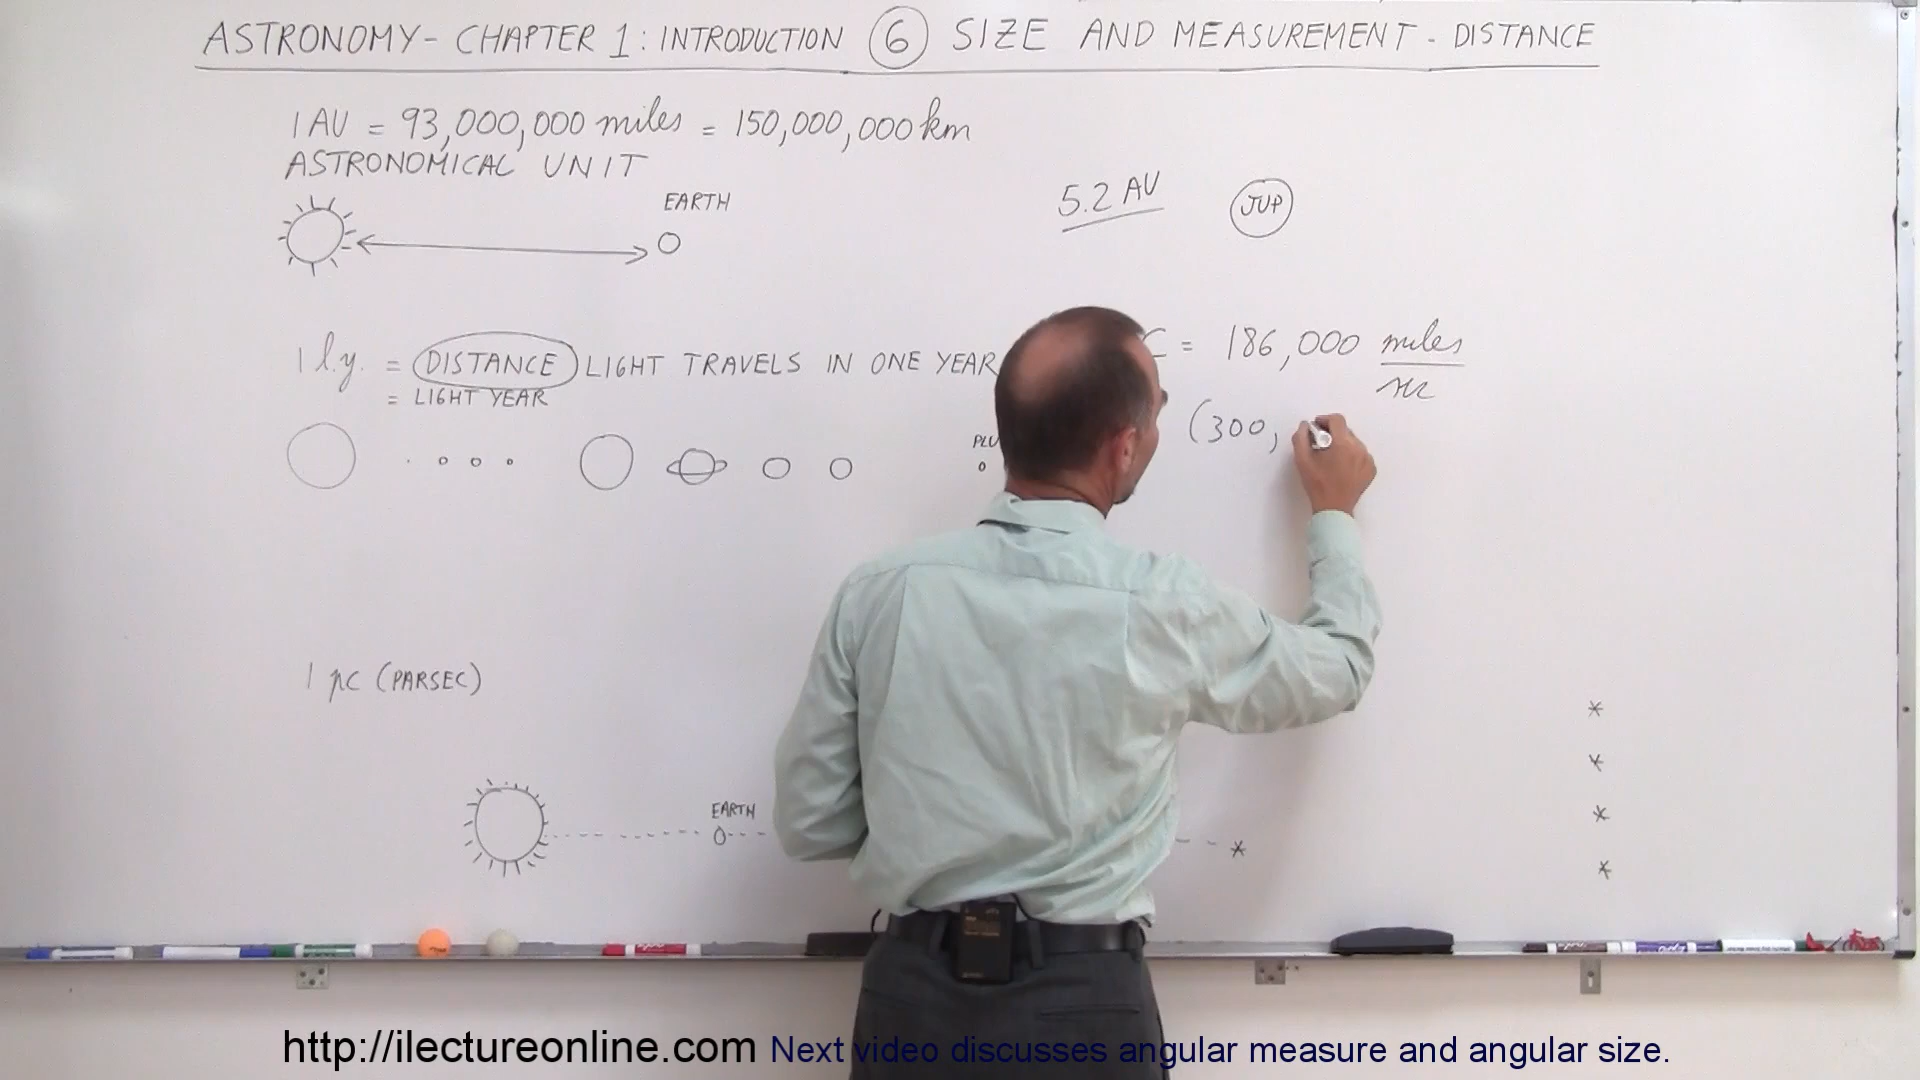 ASTRONOMY - CHAPTER 1 : INTRODUCTION 6 SIZE AND MEASUREMENT - DISTANCE
1 AU = 93,000,000 miles = 150,000,000 km
ASTRONOMICAL UNIT
EARTH
5.2 AU
JUP
1 l.y. = DISTANCE LIGHT TRAVELS IN ONE YEAR
= LIGHT YEAR
C = 186,000 miles
sec
(300,
PLU
1 pc (PARSEC)
EARTH
http://ilectureonline.com Next video discusses angular measure and angular size.